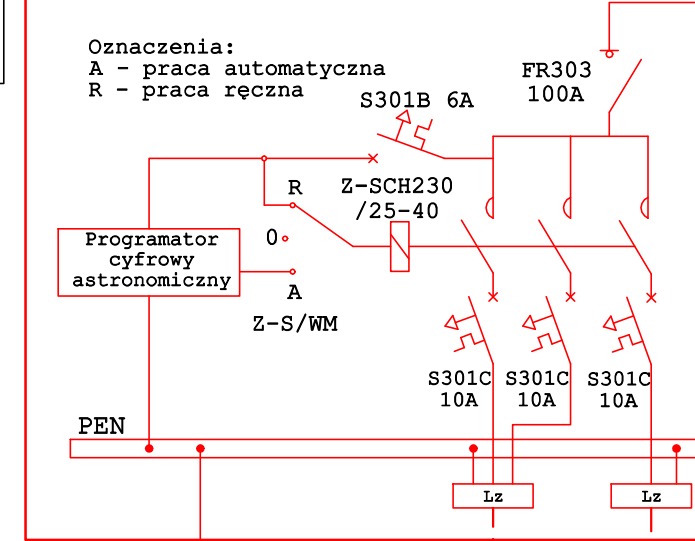 Oznaczenia:
A - praca automatyczna
R - praca ręczna
FR303
100A
S301B 6A
Z-SCH230
/25-40
R
0
A
Z-S/WM
Programator
cyfrowy
astronomiczny
S301C
10A
S301C
10A
S301C
10A
PEN
Lz
Lz